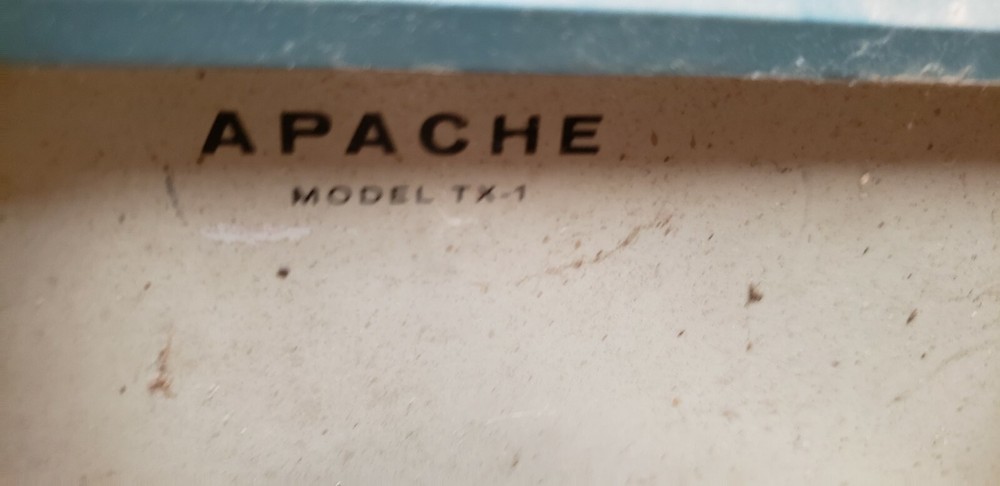 APACHE
MODEL TX-1